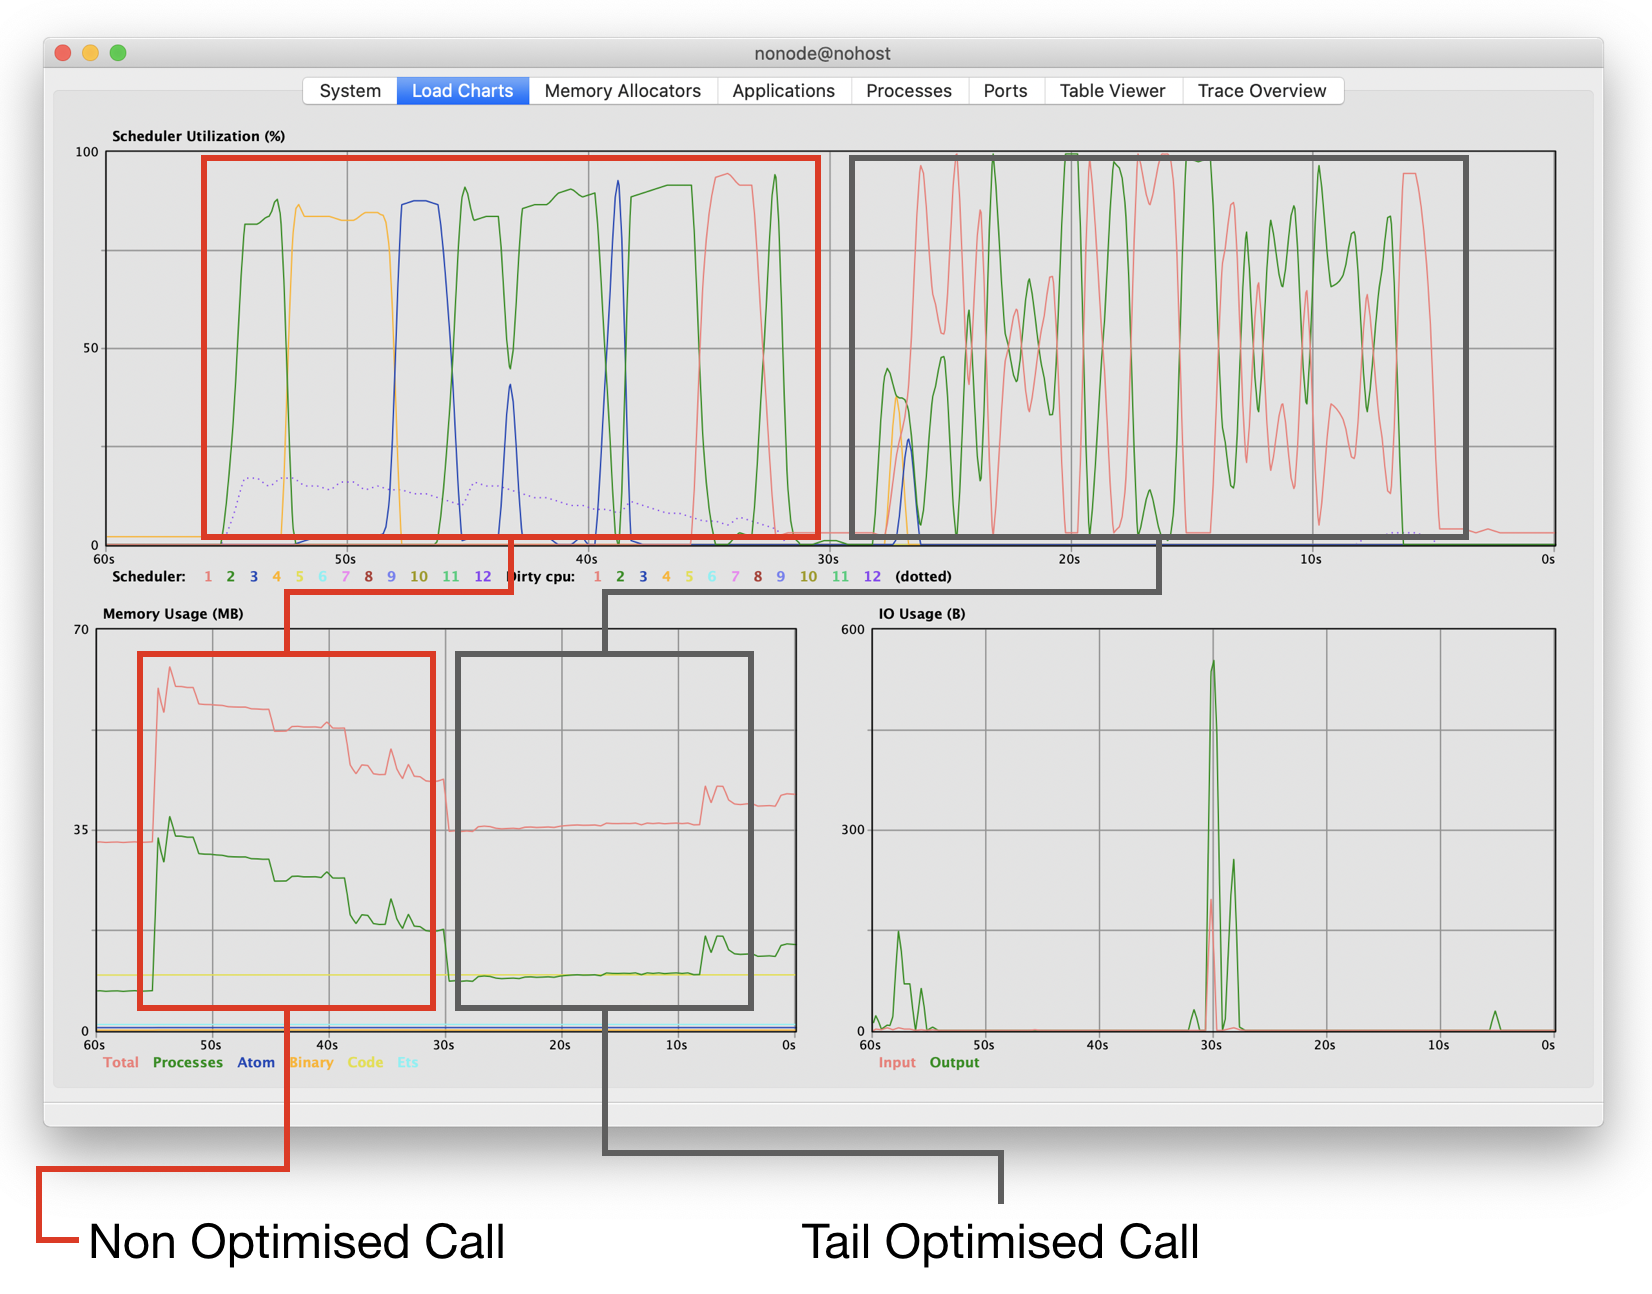 nonode@nohost
System Load Charts Memory Allocators Applications Processes Ports Table Viewer Trace Overview
Scheduler Utilization (%)
100
50
0
60s 50s 40s 30s 20s 10s 0s
Scheduler: 1 2 3 4 5 6 7 8 9 10 11 12 Dirty cpu: 1 2 3 4 5 6 7 8 9 10 11 12 (dotted)
Memory Usage (MB)
70
35
0
60s 50s 40s 30s 20s 10s 0s
Total Processes Atom Binary Code Ets
IO Usage (B)
600
300
0
60s 50s 40s 30s 20s 10s 0s
Input Output
Non Optimised Call
Tail Optimised Call